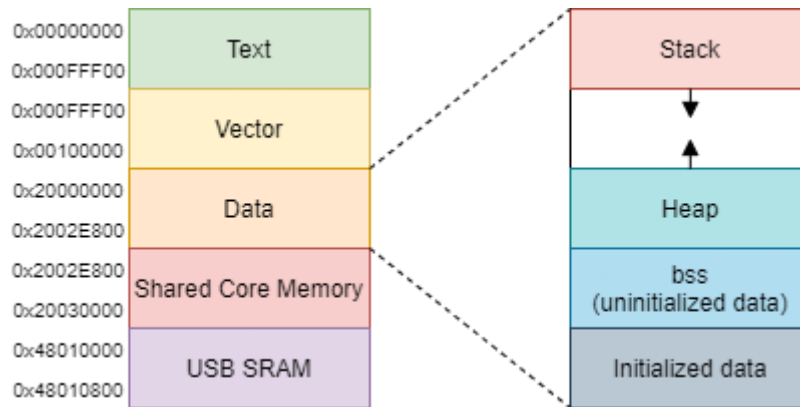 0x00000000
Text
0x000FFF00
0x000FFF00
Vector
0x00100000
0x20000000
Data
0x2002E800
0x2002E800
Shared Core Memory
0x20030000
0x48010000
USB SRAM
0x48010800
Stack
Heap
bss
(uninitialized data)
Initialized data